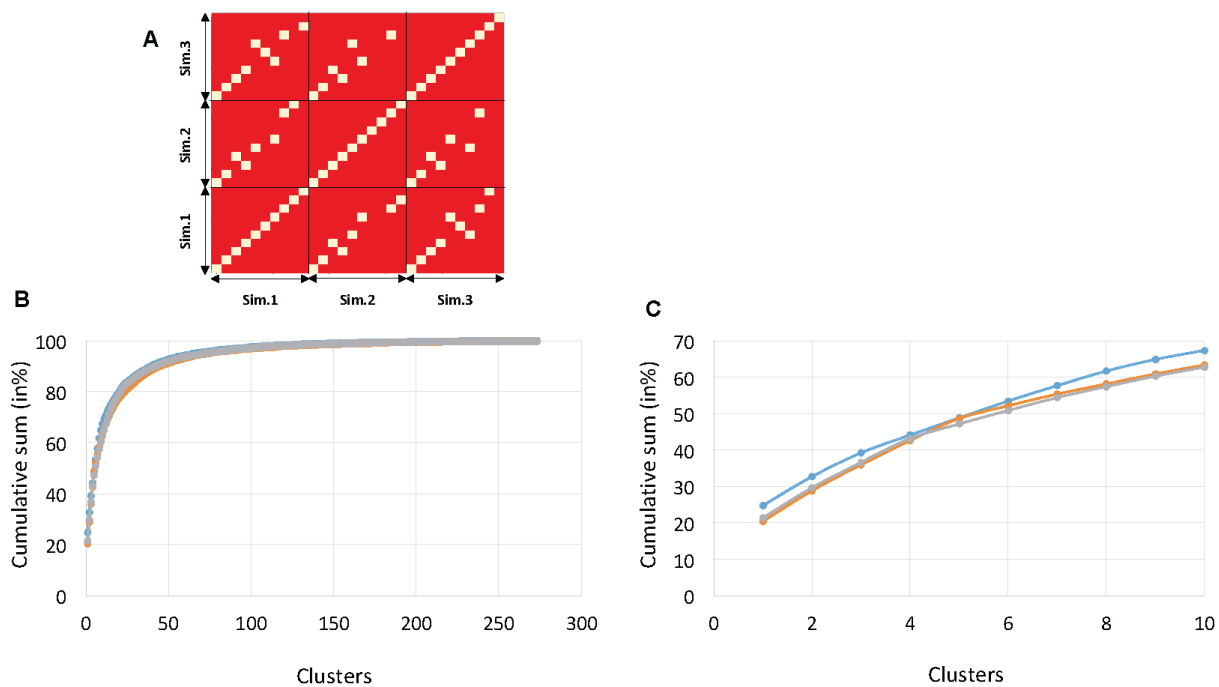 A
Sim.3
Sim.2
Sim.1
Sim.1 Sim.2 Sim.3
B
Cumulative sum (in%)
100
80
60
40
20
0
0 50 100 150 200 250 300
Clusters
C
Cumulative sum (in%)
70
60
50
40
30
20
10
0
0 2 4 6 8 10
Clusters